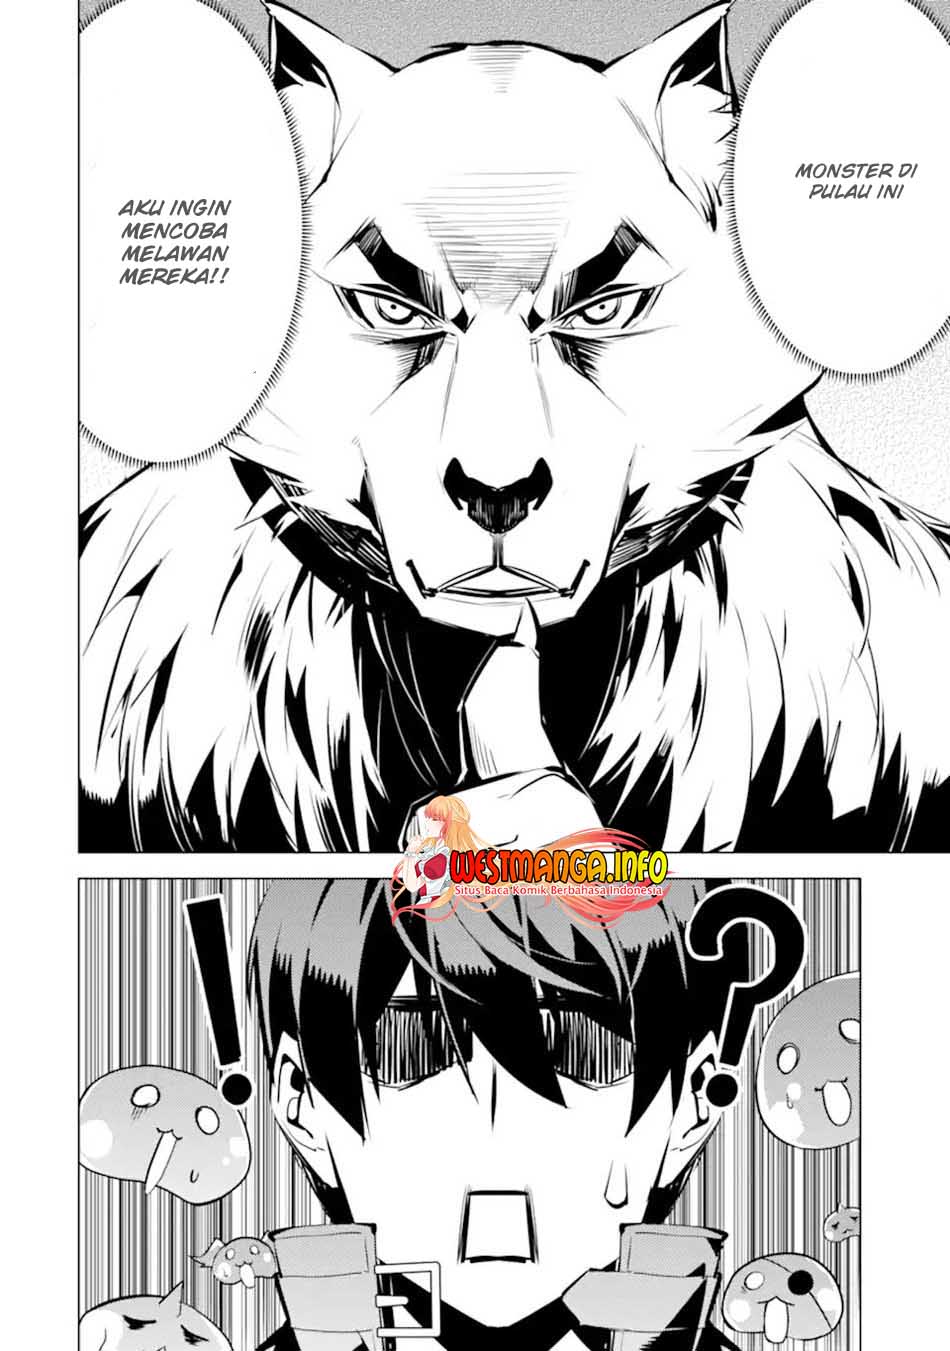 MONSTER DI
PULAU INI
AKU INGIN
MENCOBA
MELAWAN
MEREKA!!
WESTMANGA.INFO
Situs Baca Komik Berbahasa Indonesia
! ?